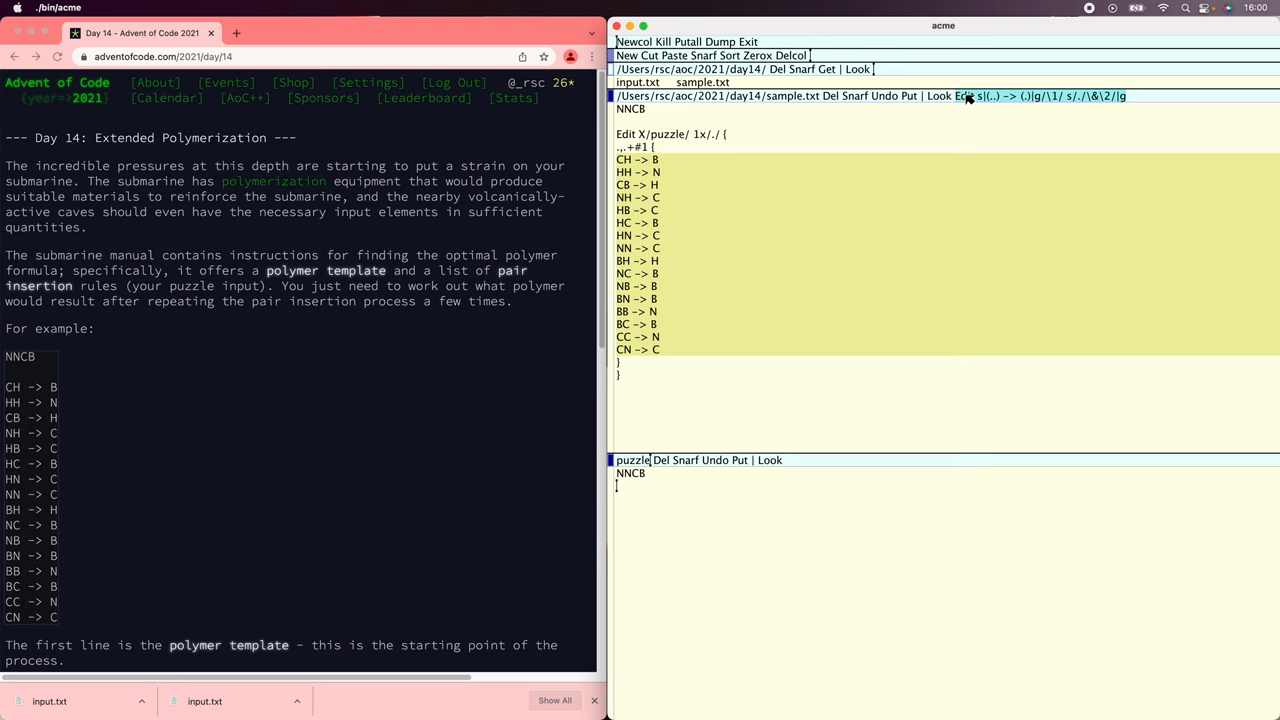 ./bin/acme
16:00
Day 14 - Advent of Code 2021
adventofcode.com/2021/day/14
Advent of Code [About] [Events] [Shop] [Settings] [Log Out] @_rsc 26*
{year=>2021} [Calendar] [AoC++] [Sponsors] [Leaderboard] [Stats]
--- Day 14: Extended Polymerization ---
The incredible pressures at this depth are starting to put a strain on your
submarine. The submarine has polymerization equipment that would produce
suitable materials to reinforce the submarine, and the nearby volcanically-
active caves should even have the necessary input elements in sufficient
quantities.
The submarine manual contains instructions for finding the optimal polymer
formula; specifically, it offers a polymer template and a list of pair
insertion rules (your puzzle input). You just need to work out what polymer
would result after repeating the pair insertion process a few times.
For example:
NNCB
CH -> B
HH -> N
CB -> H
NH -> C
HB -> C
HC -> B
HN -> C
NN -> C
BH -> H
NC -> B
NB -> B
BN -> B
BB -> N
BC -> B
CC -> N
CN -> C
The first line is the polymer template - this is the starting point of the
process.
input.txt
input.txt
Show All
acme
Newcol Kill Putall Dump Exit
New Cut Paste Snarf Sort Zerox Delcol
/Users/rsc/aoc/2021/day14/ Del Snarf Get | Look
input.txt sample.txt
/Users/rsc/aoc/2021/day14/sample.txt Del Snarf Undo Put | Look Edit s|(..) -> (.)|g/\1/ s/./\&\2/|g
NNCB
Edit X/puzzle/ 1x/./ {
.,.+#1 {
CH -> B
HH -> N
CB -> H
NH -> C
HB -> C
HC -> B
HN -> C
NN -> C
BH -> H
NC -> B
NB -> B
BN -> B
BB -> N
BC -> B
CC -> N
CN -> C
}
}
puzzle Del Snarf Undo Put | Look
NNCB